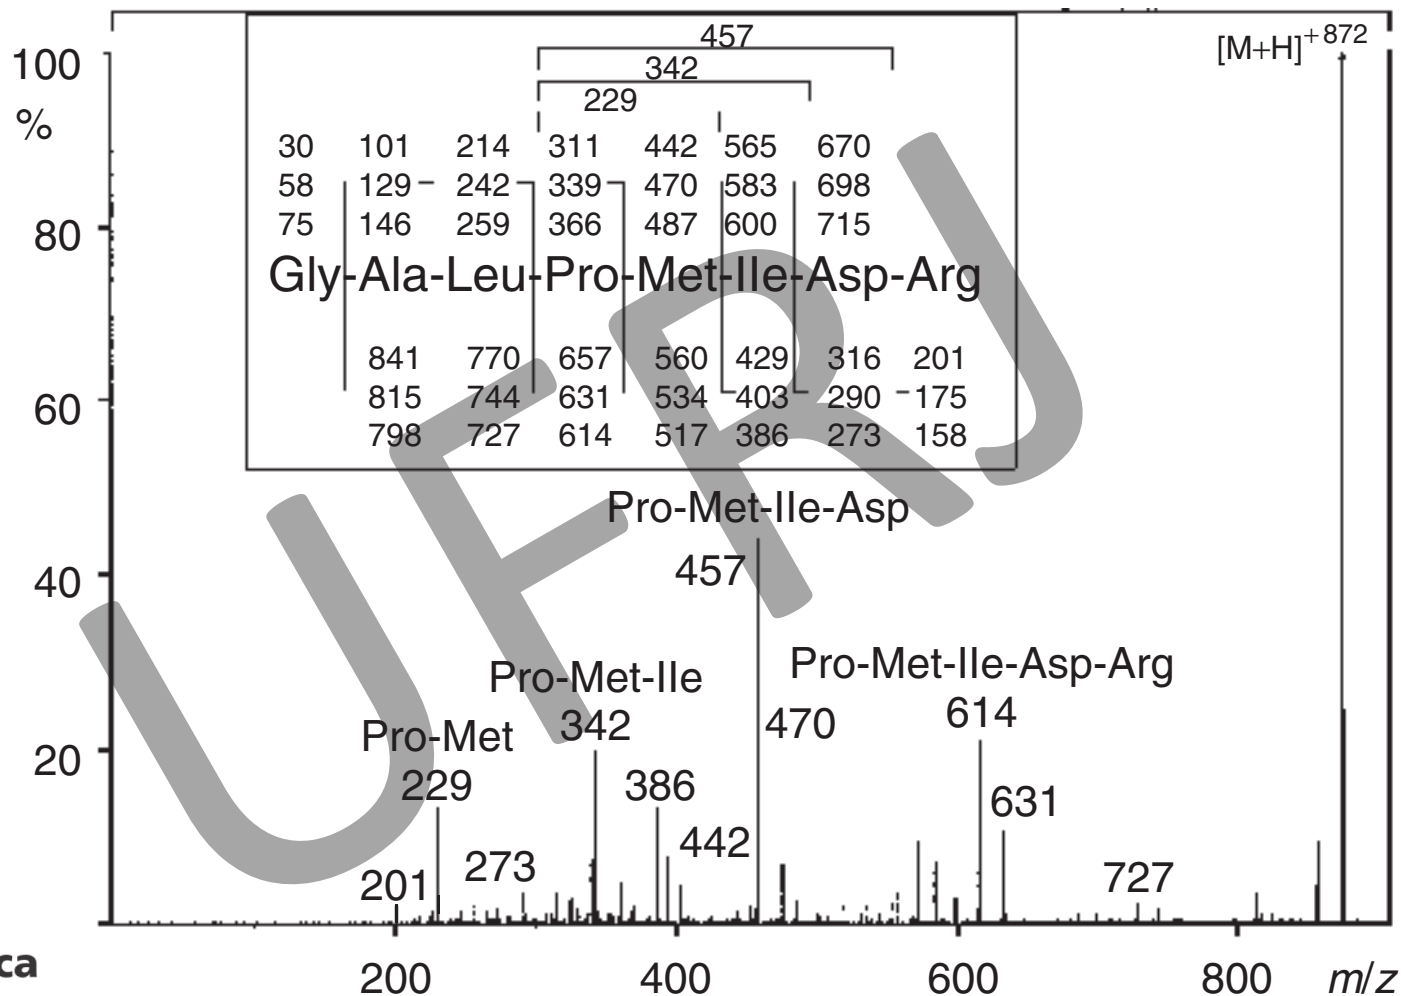 457
[M+H]+872
100
342
%
229
30 101 214 311 442 565 670
58 129 242 339 470 583 698
75 146 259 366 487 600 715
80
Gly-Ala-Leu-Pro-Met-IIe-Asp-Arg
841 770 657 560 429 316 201
815 744 631 534 403 290 175
60
798 727 614 517 386 273 158
UFRJ
Pro-Met-IIe-Asp
457
40
Pro-Met-IIe
Pro-Met-IIe-Asp-Arg
342
470
614
Pro-Met
20
229
386
631
442
273
727
201
ca
200 400 600 800 m/z